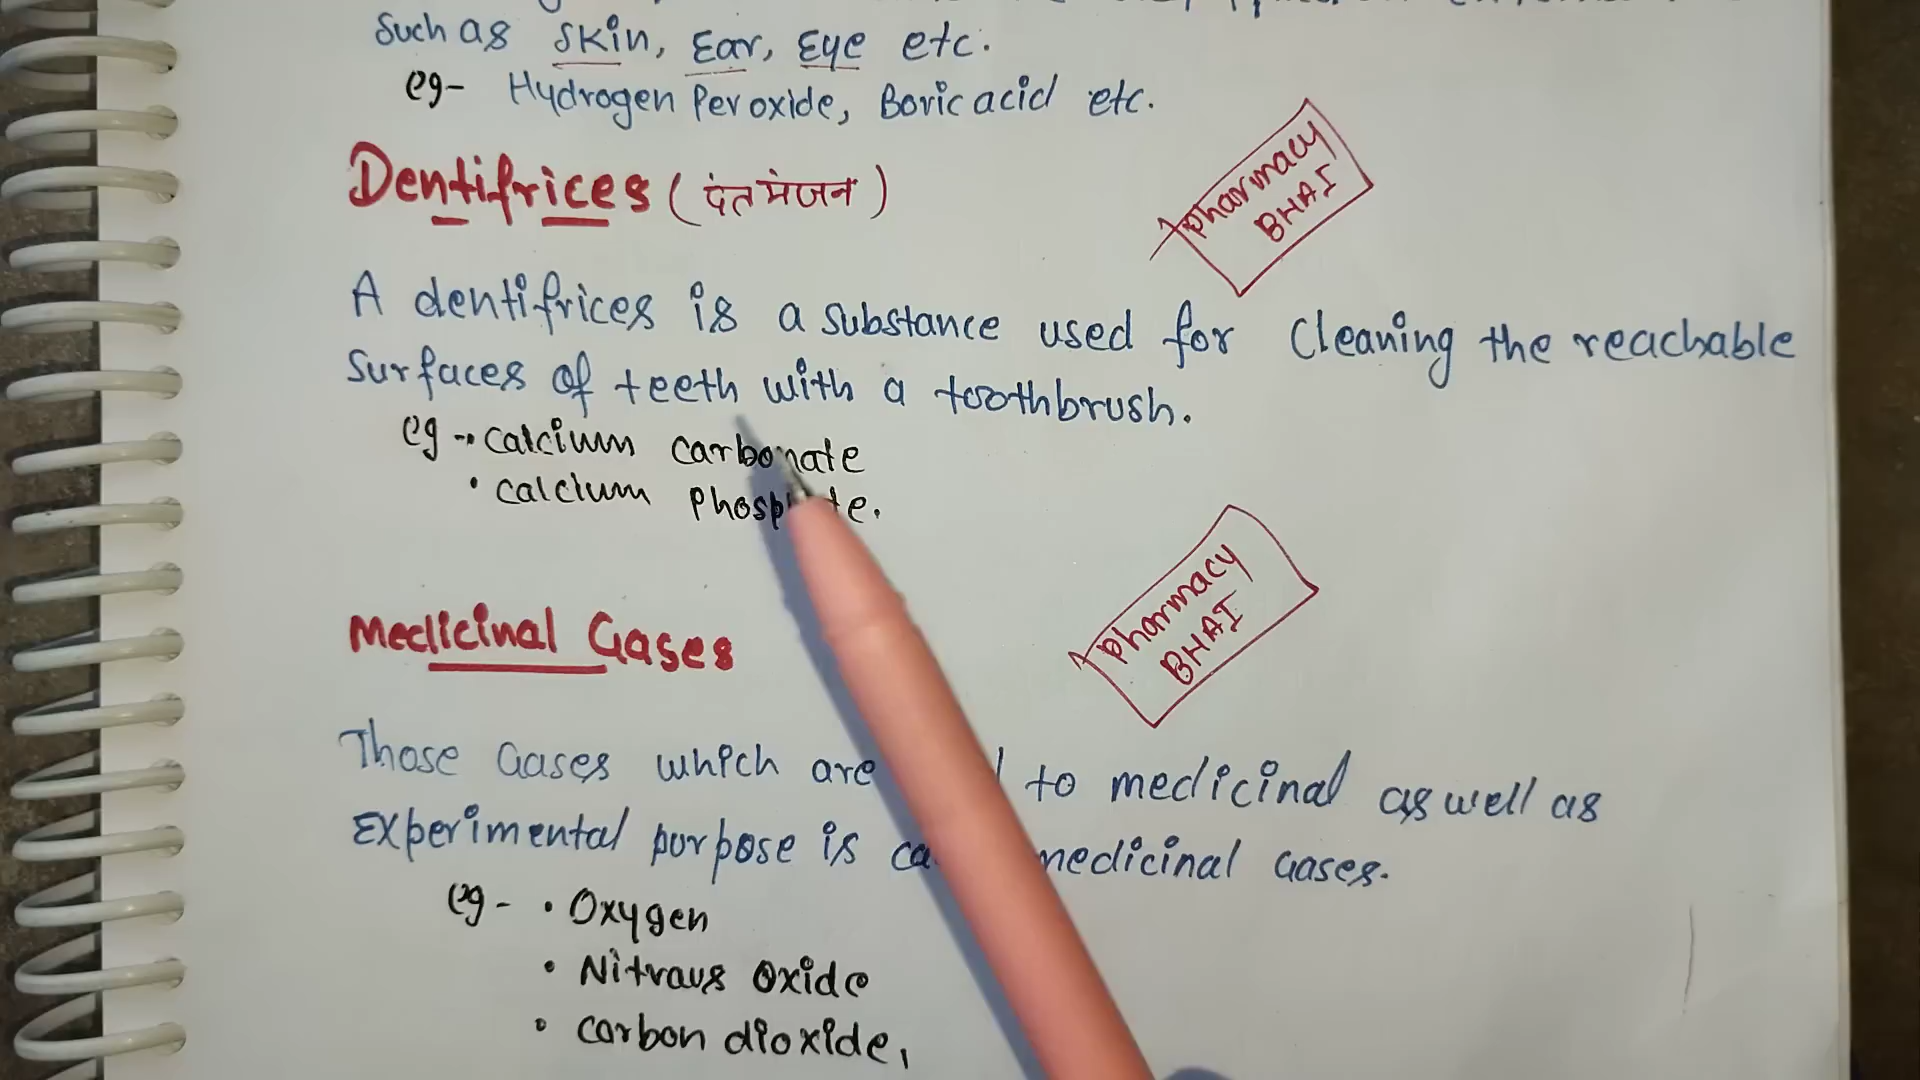 Such as Skin, Ear, Eye etc.
eg- Hydrogen Peroxide, Boric acid etc.
Dentifrices (दंतमंजन)
Pharmacy
BHAI
A dentifrices is a substance used for Cleaning the reachable
Surfaces of teeth with a toothbrush.
eg - • Calcium carbonate
• Calcium phosphate.
Pharmacy
BHAI
Medicinal Gases
Those Gases which are to medicinal as well as
Experimental purpose is medicinal Gases.
eg - • Oxygen
• Nitraus Oxide
• Carbon dioxide,